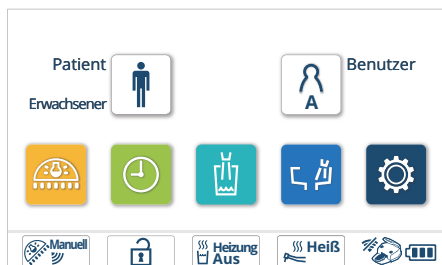 Patient
Benutzer
Erwachsener
A
Manuell
Heizung
Aus
Heiß